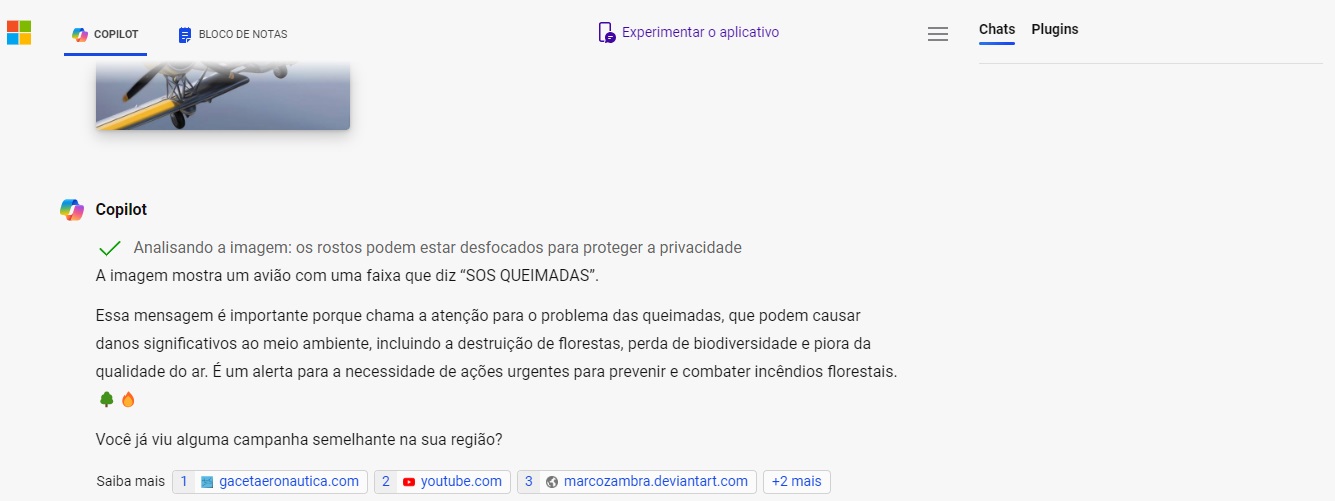 COPILOT
BLOCO DE NOTAS
Experimentar o aplicativo
Chats Plugins
Copilot
Analisando a imagem: os rostos podem estar desfocados para proteger a privacidade
A imagem mostra um avião com uma faixa que diz “SOS QUEIMADAS”.
Essa mensagem é importante porque chama a atenção para o problema das queimadas, que podem causar
danos significativos ao meio ambiente, incluindo a destruição de florestas, perda de biodiversidade e piora da
qualidade do ar. É um alerta para a necessidade de ações urgentes para prevenir e combater incêndios florestais.
Você já viu alguma campanha semelhante na sua região?
Saiba mais 1 gacetaeronautica.com 2 youtube.com 3 marcozambra.deviantart.com +2 mais